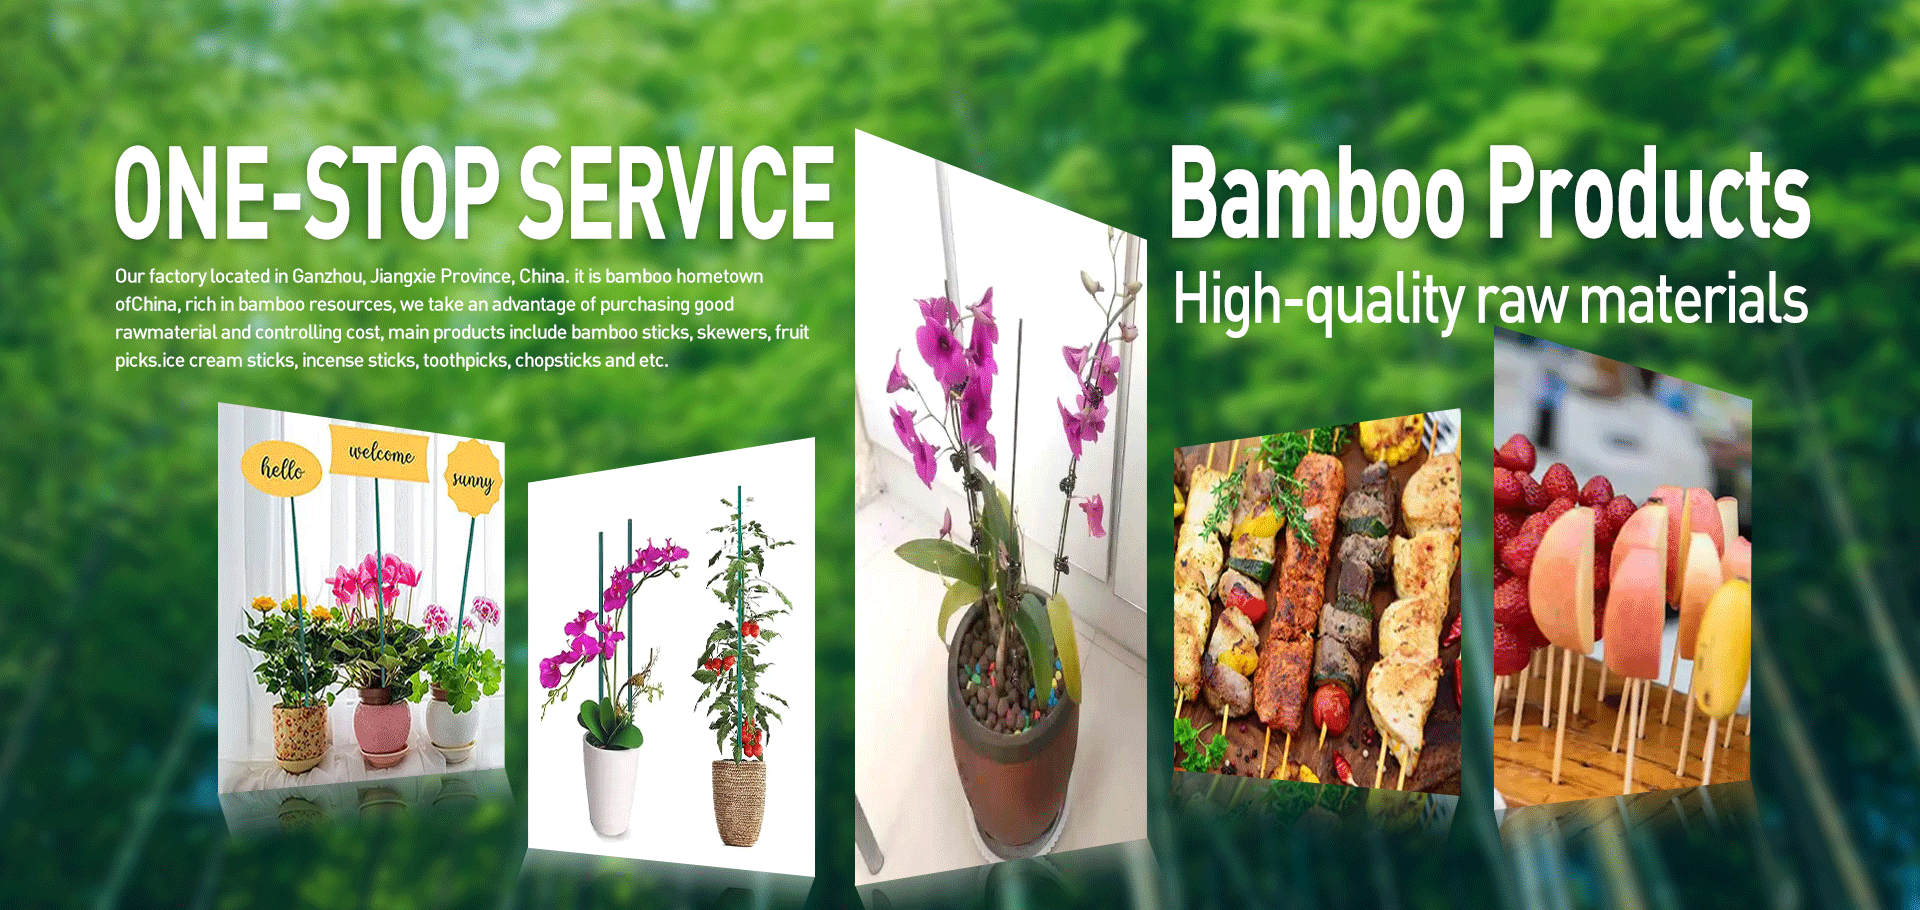 ONE-STOP SERVICE
Our factory located in Ganzhou, Jiangxie Province, China. it is bamboo hometown
ofChina, rich in bamboo resources, we take an advantage of purchasing good
rawmaterial and controlling cost, main products include bamboo sticks, skewers, fruit
picks.ice cream sticks, incense sticks, toothpicks, chopsticks and etc.
Bamboo Products
High-quality raw materials
hello
welcome
sunny